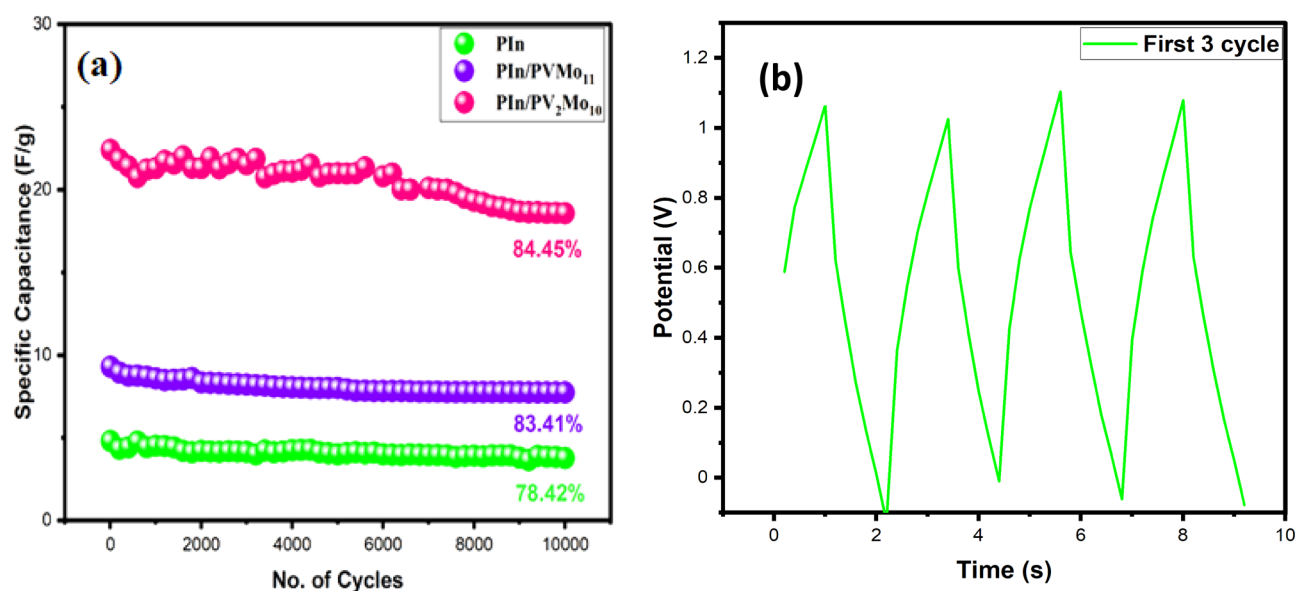 (a)
PIn
PIn/PVMo₁₁
PIn/PV₂Mo₁₀
30
20
10
0
Specific Capacitance (F/g)
84.45%
83.41%
78.42%
0 2000 4000 6000 8000 10000
No. of Cycles
(b)
First 3 cycle
1.2
1
0.8
0.6
0.4
0.2
0
Potential (V)
0 2 4 6 8 10
Time (s)